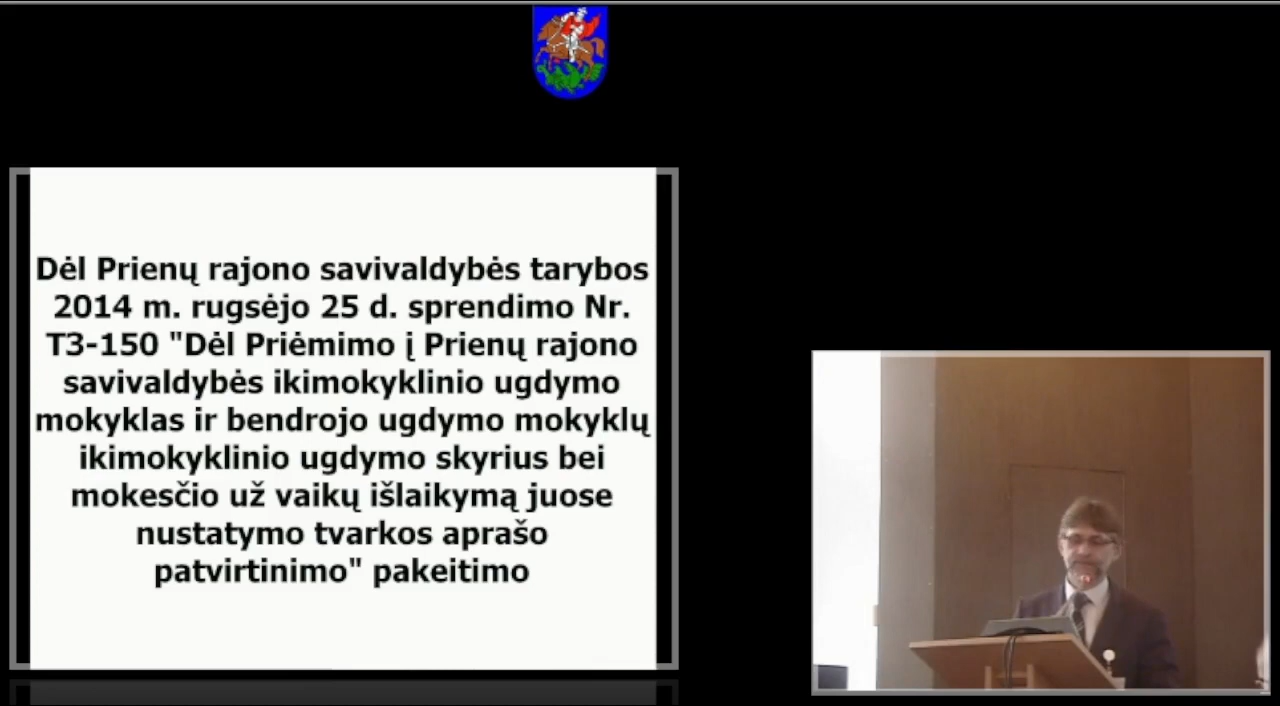 Dėl Prienų rajono savivaldybės tarybos
2014 m. rugsėjo 25 d. sprendimo Nr.
T3-150 "Dėl Priėmimo į Prienų rajono
savivaldybės ikimokyklinio ugdymo
mokyklas ir bendrojo ugdymo mokyklų
ikimokyklinio ugdymo skyrius bei
mokesčio už vaikų išlaikymą juose
nustatymo tvarkos aprašo
patvirtinimo" pakeitimo